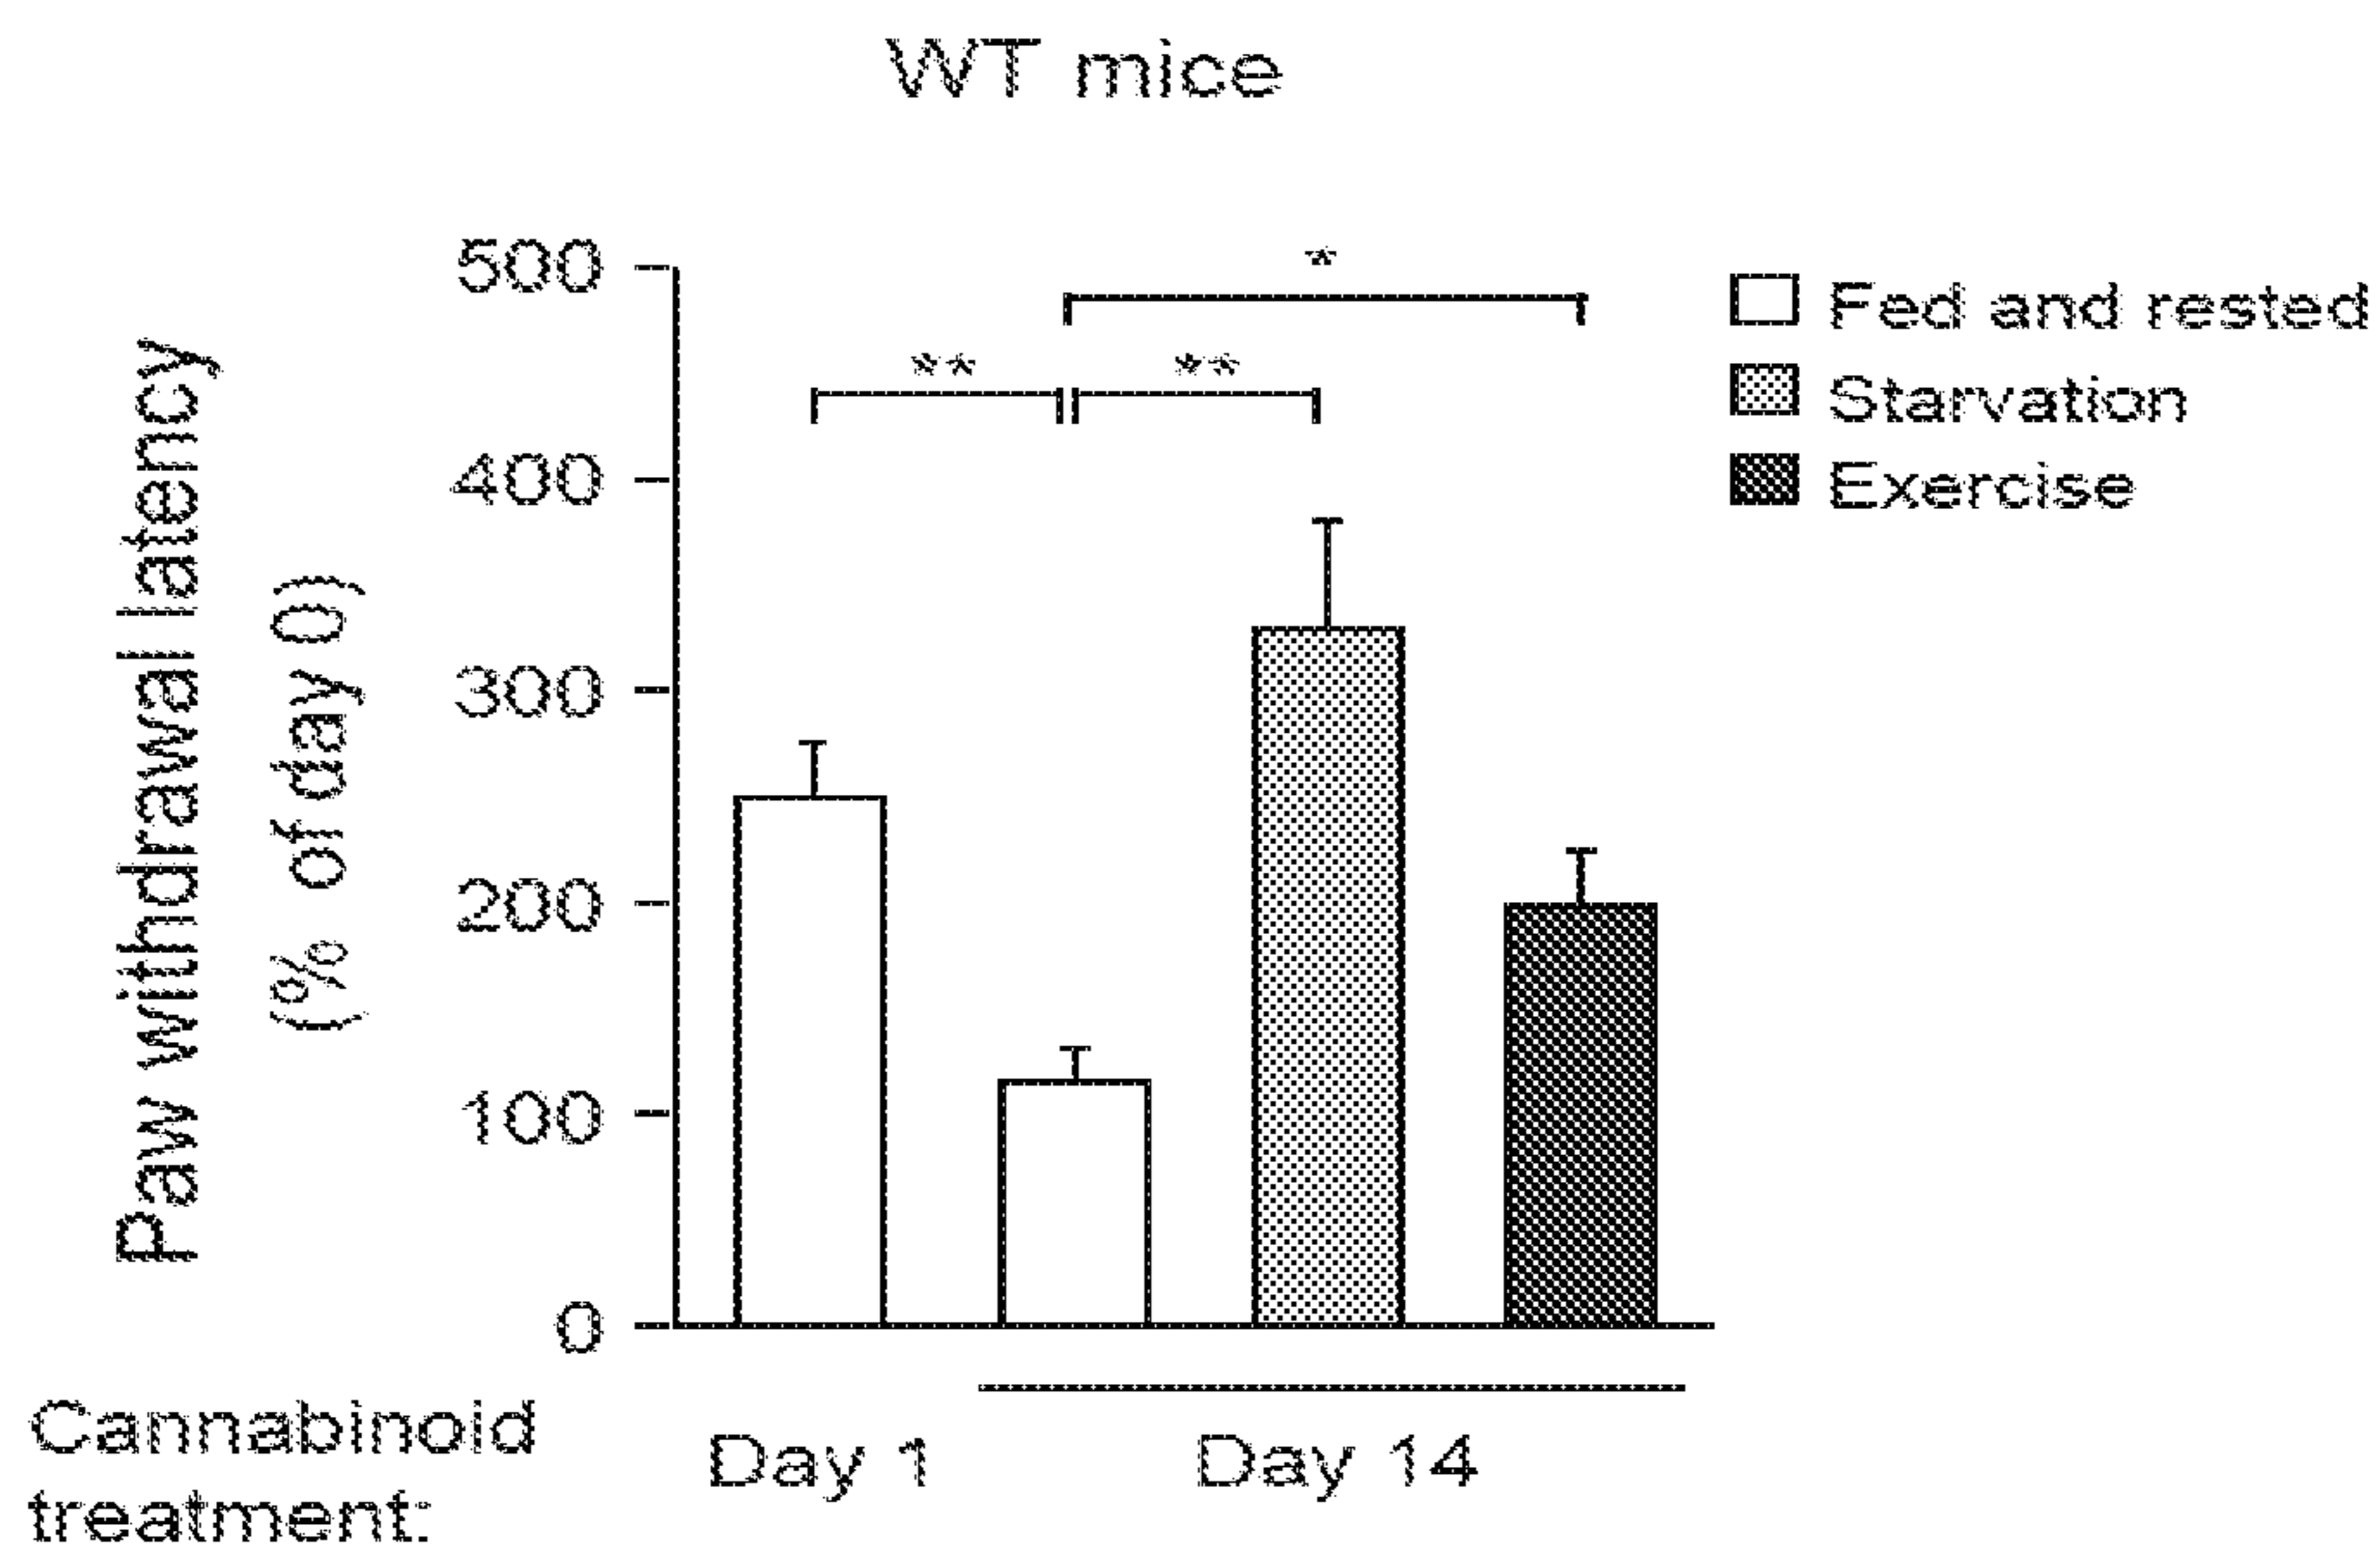 WT mice
Paw withdrawal latency
(% of day 0)
500
400
300
200
100
0
*
** **
Fed and rested
Starvation
Exercise
Cannabinoid
treatment:
Day 1 Day 14